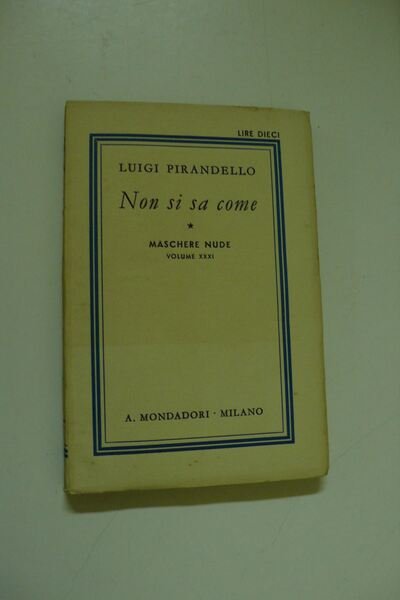 LIRE DIECI
LUIGI PIRANDELLO
Non si sa come
★
MASCHERE NUDE
VOLUME XXXI
A. MONDADORI · MILANO